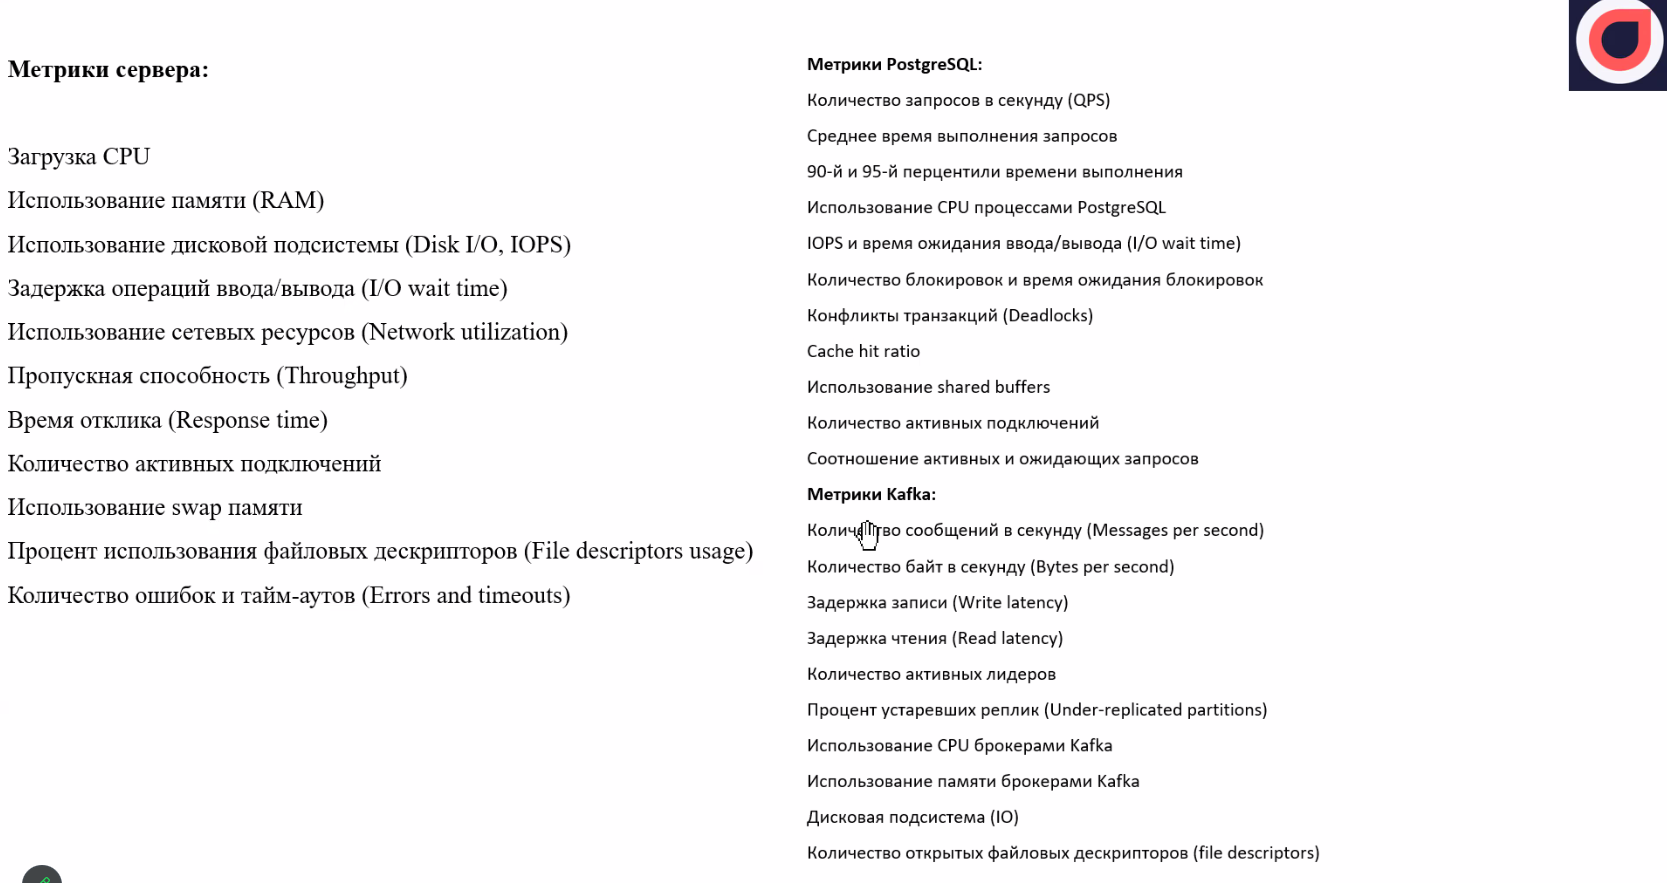 Метрики сервера:
Загрузка CPU
Использование памяти (RAM)
Использование дисковой подсистемы (Disk I/O, IOPS)
Задержка операций ввода/вывода (I/O wait time)
Использование сетевых ресурсов (Network utilization)
Пропускная способность (Throughput)
Время отклика (Response time)
Количество активных подключений
Использование swap памяти
Процент использования файловых дескрипторов (File descriptors usage)
Количество ошибок и тайм-аутов (Errors and timeouts)
Метрики PostgreSQL:
Количество запросов в секунду (QPS)
Среднее время выполнения запросов
90-й и 95-й перцентили времени выполнения
Использование CPU процессами PostgreSQL
IOPS и время ожидания ввода/вывода (I/O wait time)
Количество блокировок и время ожидания блокировок
Конфликты транзакций (Deadlocks)
Cache hit ratio
Использование shared buffers
Количество активных подключений
Соотношение активных и ожидающих запросов
Метрики Kafka:
Количество сообщений в секунду (Messages per second)
Количество байт в секунду (Bytes per second)
Задержка записи (Write latency)
Задержка чтения (Read latency)
Количество активных лидеров
Процент устаревших реплик (Under-replicated partitions)
Использование CPU брокерами Kafka
Использование памяти брокерами Kafka
Дисковая подсистема (IO)
Количество открытых файловых дескрипторов (file descriptors)